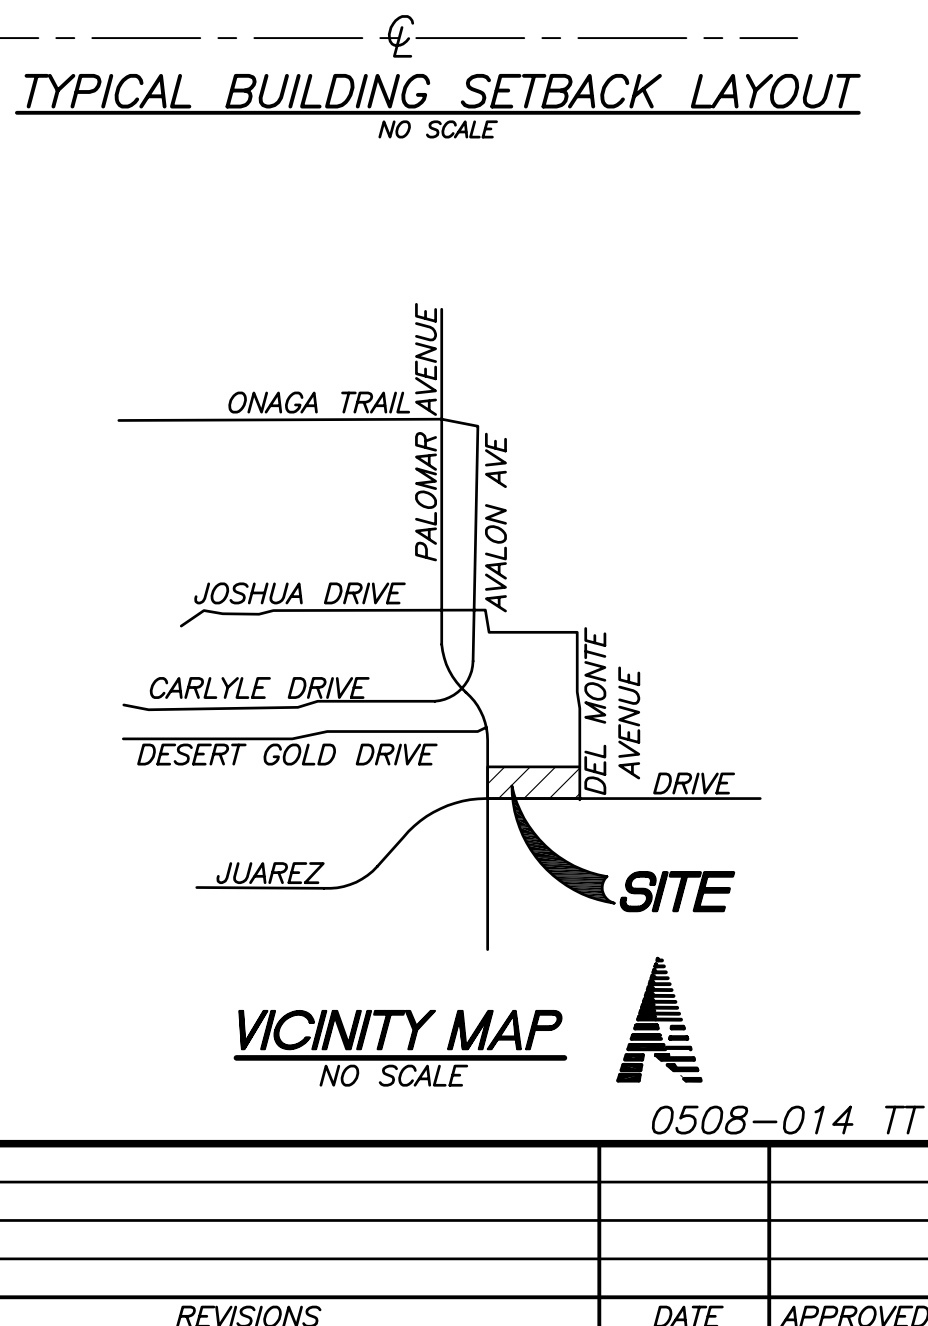 ℄
TYPICAL BUILDING SETBACK LAYOUT
NO SCALE
PALOMAR AVENUE
ONAGA TRAIL
AVALON AVE
JOSHUA DRIVE
DEL MONTE
AVENUE
CARLYLE DRIVE
DESERT GOLD DRIVE
DRIVE
JUAREZ
SITE
VICINITY MAP
NO SCALE
0508-014 TT
REVISIONS DATE APPROVED